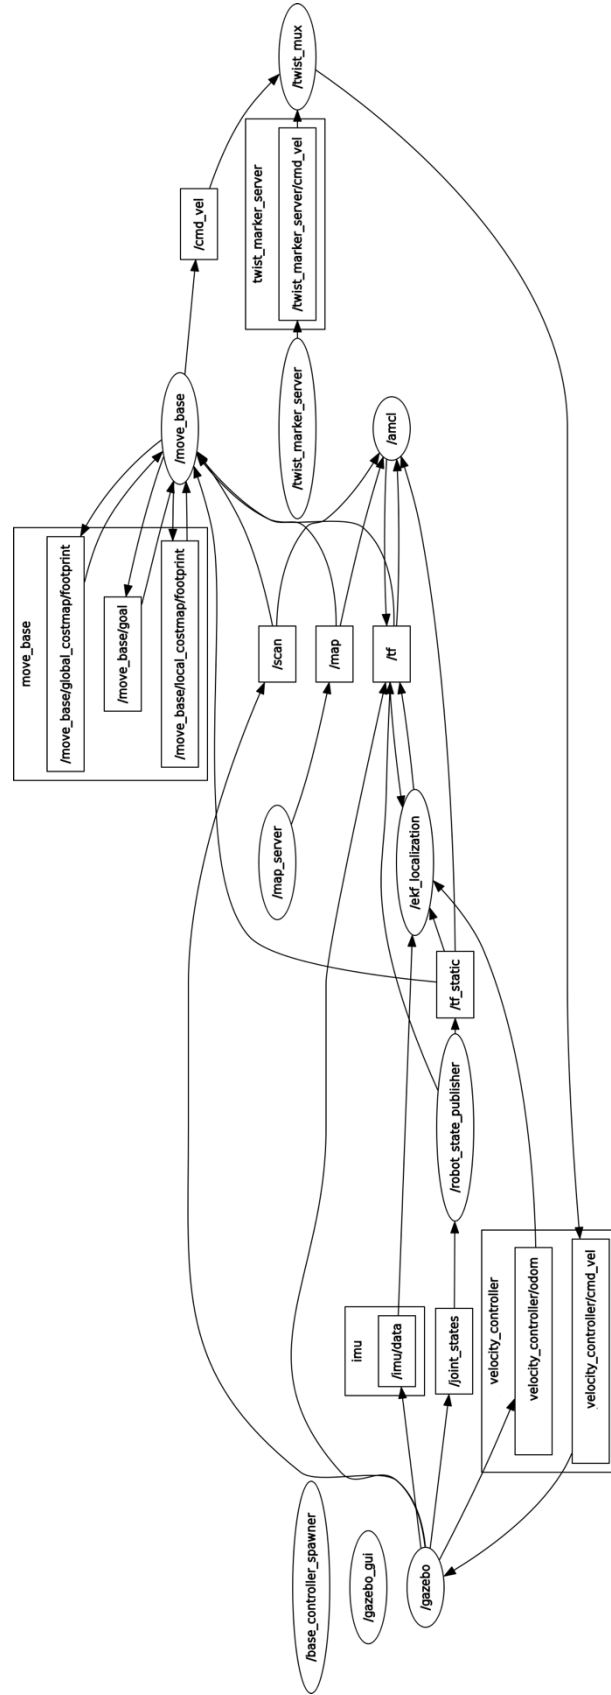 /base_controller_spawner
/gazebo_gui
/gazebo
imu
/imu/data
/joint_states
velocity_controller
velocity_controller/odom
velocity_controller/cmd_vel
/robot_state_publisher
/tf_static
/map_server
/ekf_localization
move_base
/move_base/global_costmap/footprint
/move_base/goal
/move_base/local_costmap/footprint
/scan
/map
/tf
/move_base
/twist_marker_server
/amcl
/cmd_vel
twist_marker_server
/twist_marker_server/cmd_vel
/twist_mux